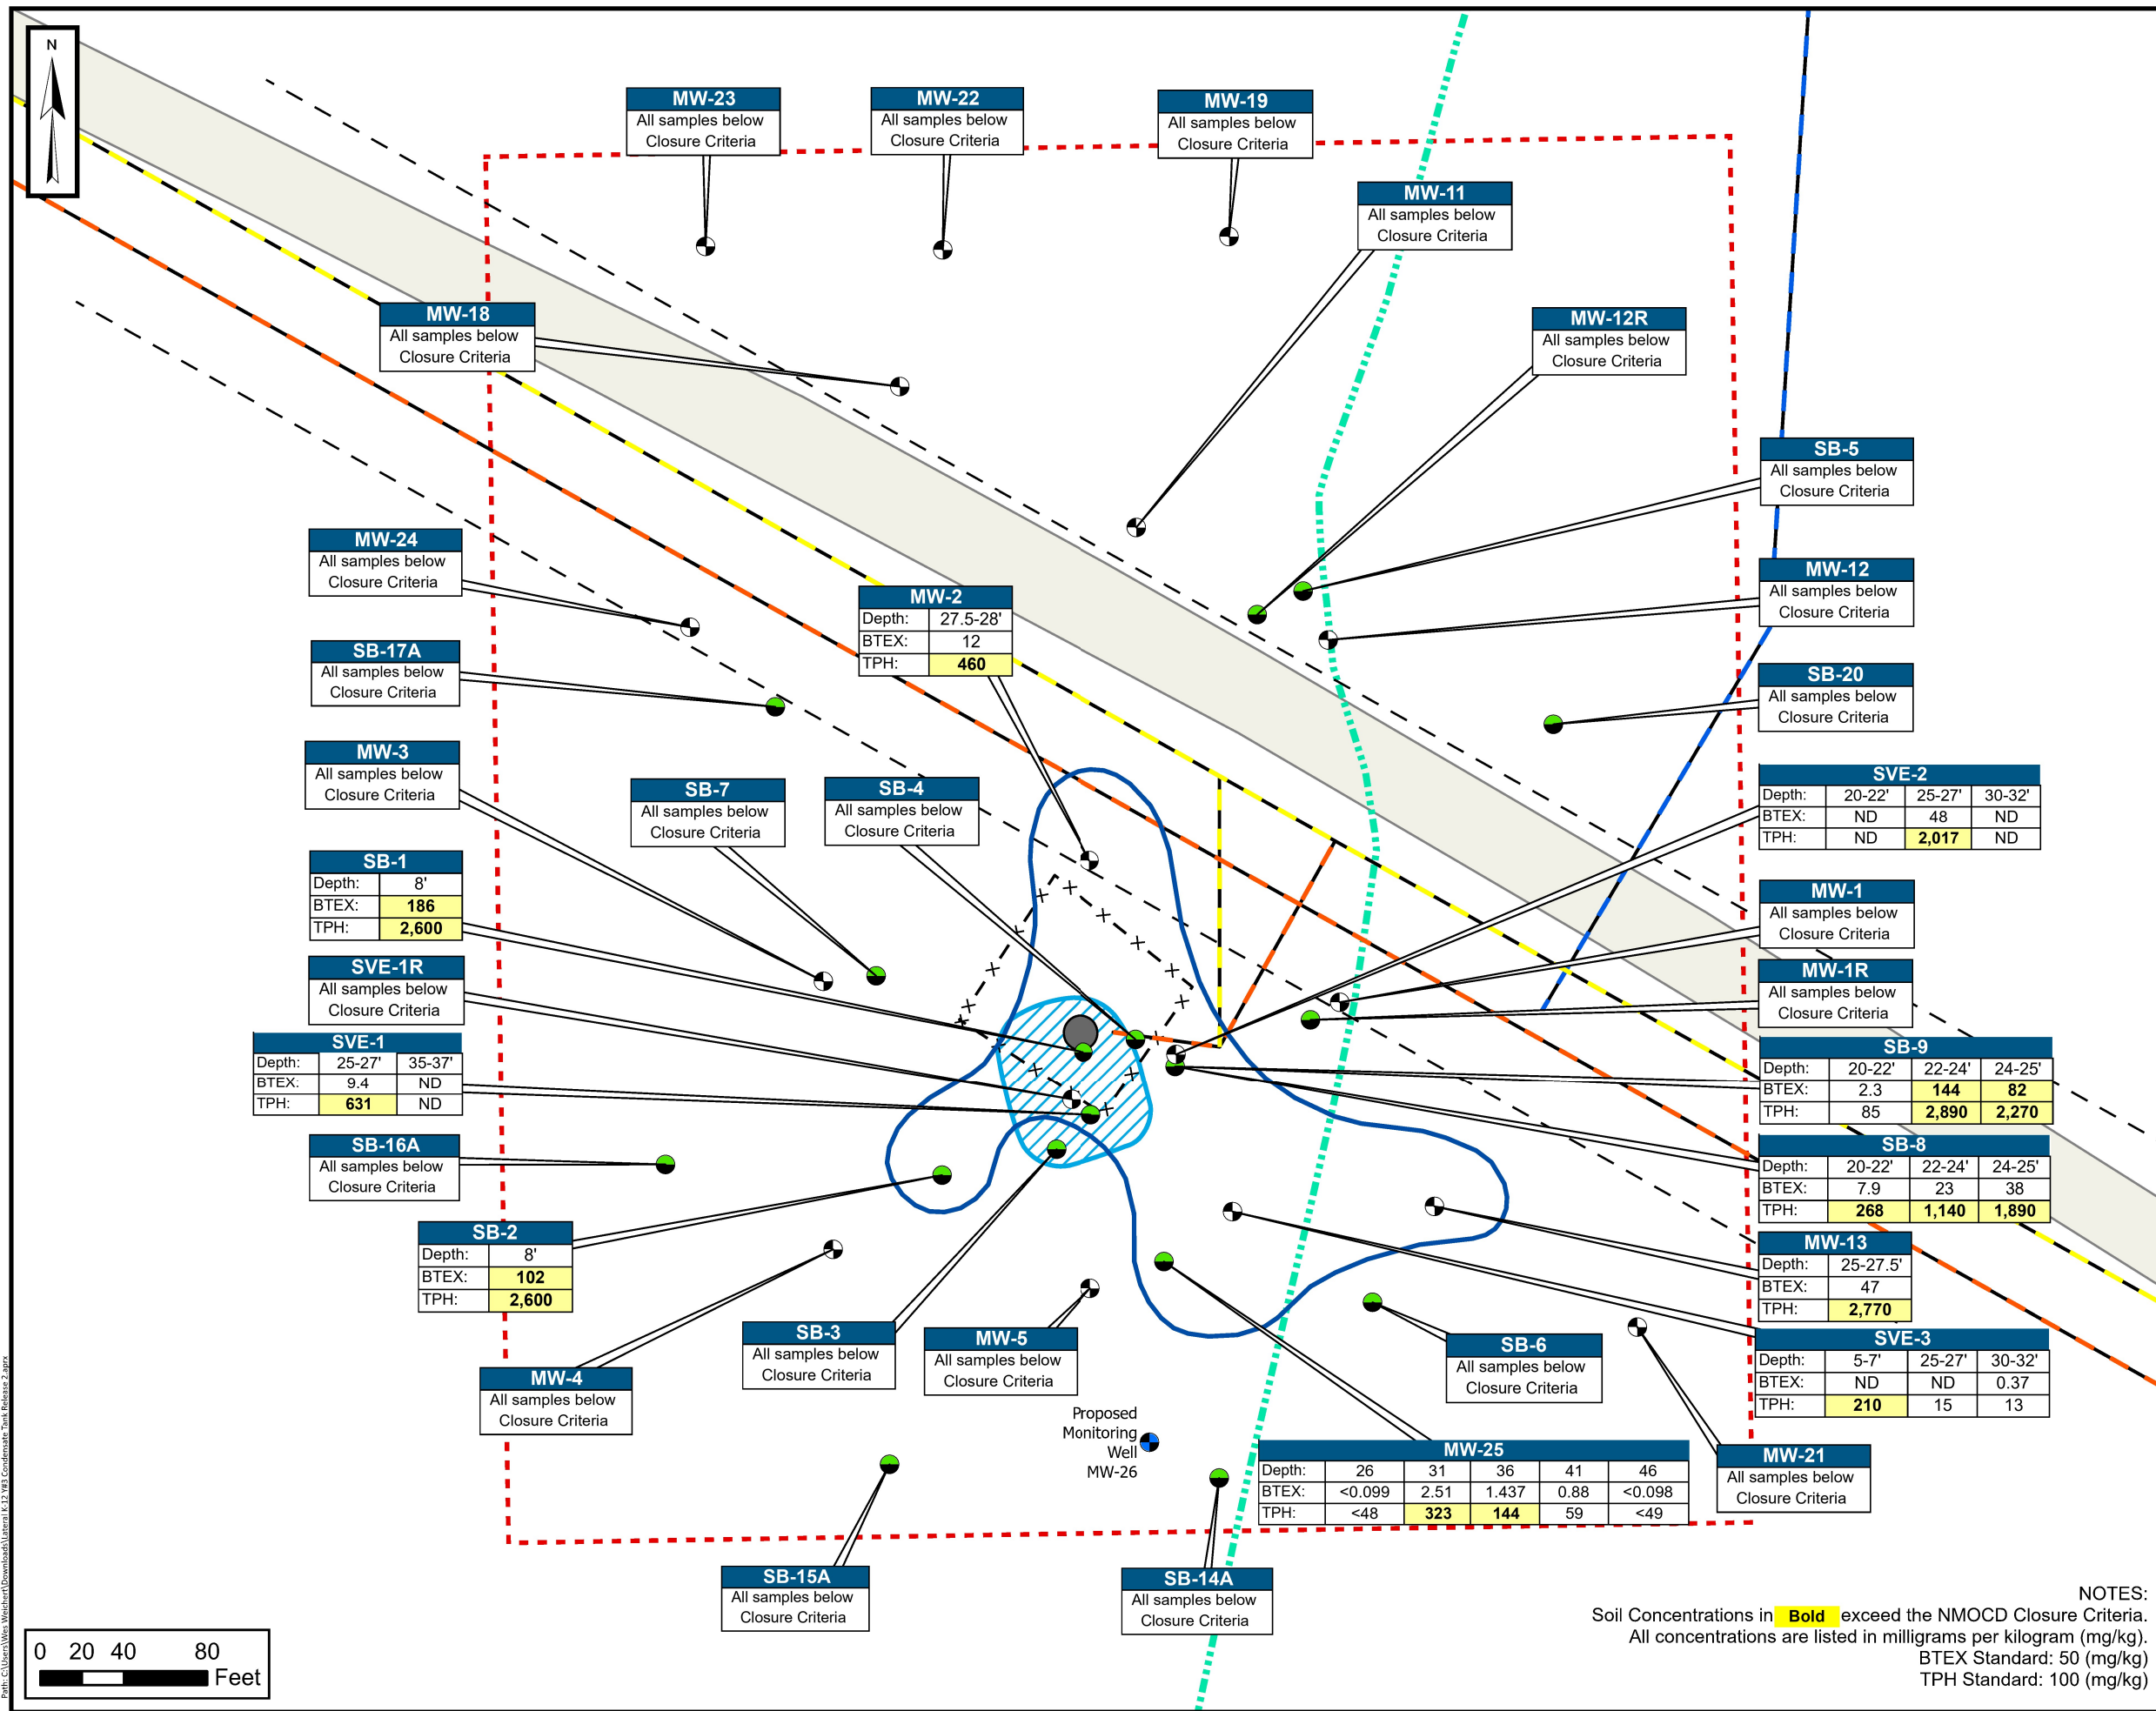 N
MW-23
All samples below
Closure Criteria
MW-22
All samples below
Closure Criteria
MW-19
All samples below
Closure Criteria
MW-11
All samples below
Closure Criteria
MW-18
All samples below
Closure Criteria
MW-12R
All samples below
Closure Criteria
SB-5
All samples below
Closure Criteria
MW-24
All samples below
Closure Criteria
MW-12
All samples below
Closure Criteria
MW-2
Depth: 27.5-28'
BTEX: 12
TPH: 460
SB-17A
All samples below
Closure Criteria
SB-20
All samples below
Closure Criteria
MW-3
All samples below
Closure Criteria
SB-7
All samples below
Closure Criteria
SB-4
All samples below
Closure Criteria
SVE-2
Depth: 20-22' 25-27' 30-32'
BTEX: ND 48 ND
TPH: ND 2,017 ND
SB-1
Depth: 8'
BTEX: 186
TPH: 2,600
MW-1
All samples below
Closure Criteria
SVE-1R
All samples below
Closure Criteria
MW-1R
All samples below
Closure Criteria
SVE-1
Depth: 25-27' 35-37'
BTEX: 9.4 ND
TPH: 631 ND
SB-9
Depth: 20-22' 22-24' 24-25'
BTEX: 2.3 144 82
TPH: 85 2,890 2,270
SB-16A
All samples below
Closure Criteria
SB-8
Depth: 20-22' 22-24' 24-25'
BTEX: 7.9 23 38
TPH: 268 1,140 1,890
SB-2
Depth: 8'
BTEX: 102
TPH: 2,600
MW-13
Depth: 25-27.5'
BTEX: 47
TPH: 2,770
SB-3
All samples below
Closure Criteria
MW-5
All samples below
Closure Criteria
SB-6
All samples below
Closure Criteria
SVE-3
Depth: 5-7' 25-27' 30-32'
BTEX: ND ND 0.37
TPH: 210 15 13
MW-4
All samples below
Closure Criteria
Proposed
Monitoring
Well
MW-26
MW-25
Depth: 26 31 36 41 46
BTEX: <0.099 2.51 1.437 0.88 <0.098
TPH: <48 323 144 59 <49
MW-21
All samples below
Closure Criteria
SB-15A
All samples below
Closure Criteria
SB-14A
All samples below
Closure Criteria
NOTES:
Soil Concentrations in Bold exceed the NMOCD Closure Criteria.
All concentrations are listed in milligrams per kilogram (mg/kg).
BTEX Standard: 50 (mg/kg)
TPH Standard: 100 (mg/kg)
0 20 40 80
Feet
Path: C:\Users\Wes Weichert\Downloads\Lateral K-12 Y#3 Condensate Tank Release 2.aprx